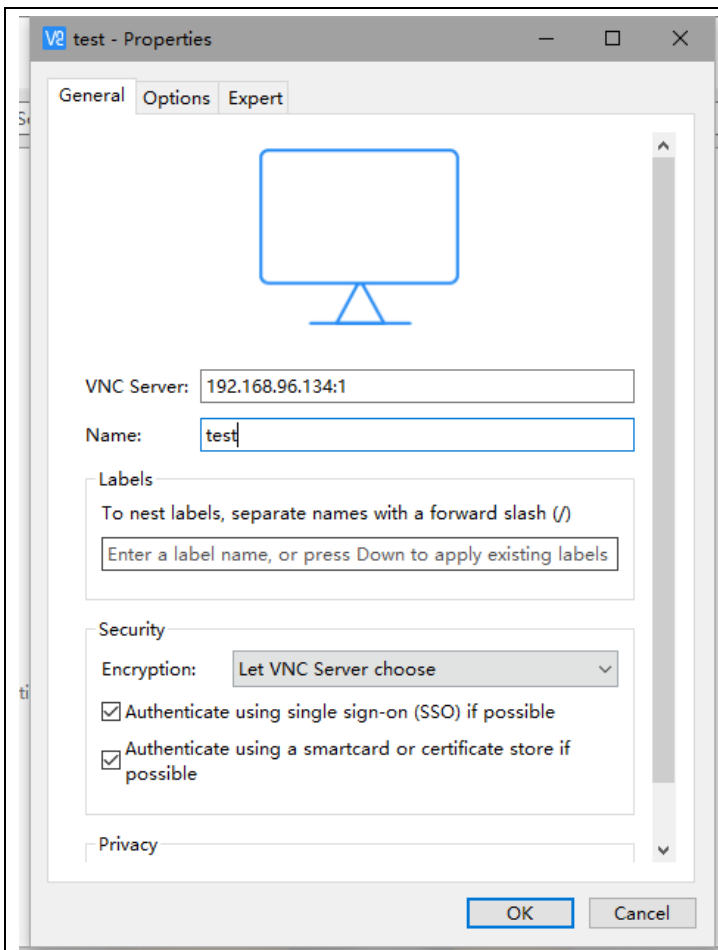 V2 test - Properties
General Options Expert
VNC Server: 192.168.96.134:1
Name: test
Labels
To nest labels, separate names with a forward slash (/)
Enter a label name, or press Down to apply existing labels
Security
Encryption: Let VNC Server choose
Authenticate using single sign-on (SSO) if possible
Authenticate using a smartcard or certificate store if
possible
ti
Privacy
OK Cancel